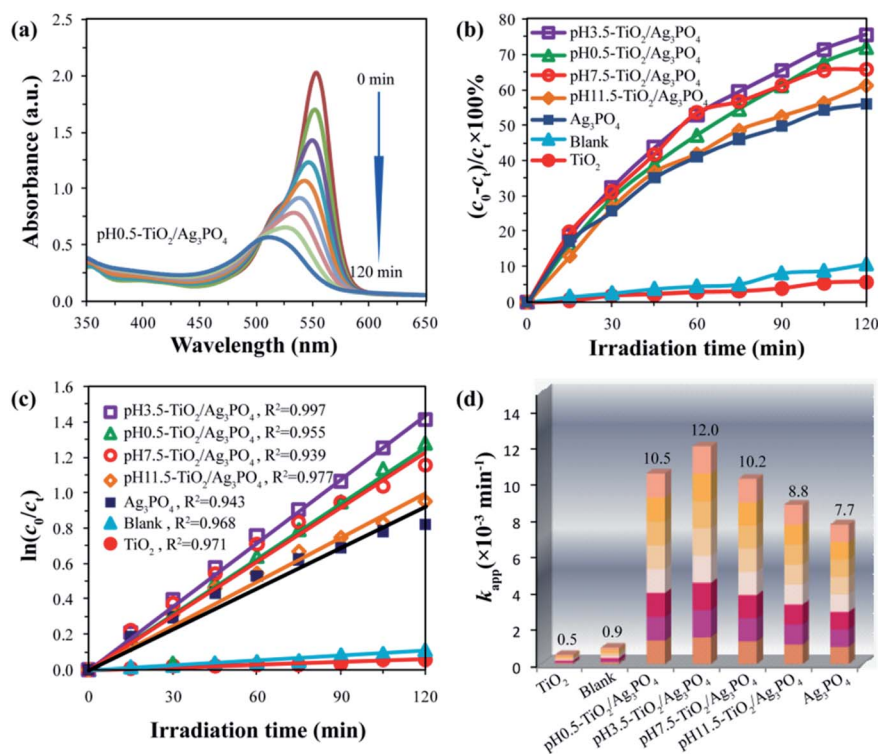 (a)
2.5
2.0
1.5
1.0
0.5
0.0
Absorbance (a.u.)
0 min
pH0.5-TiO₂/Ag₃PO₄
120 min
350 400 450 500 550 600 650
Wavelength (nm)
(b)
80
70
60
50
40
30
20
10
0
(c₀-cₜ)/cₜ×100%
pH3.5-TiO₂/Ag₃PO₄
pH0.5-TiO₂/Ag₃PO₄
pH7.5-TiO₂/Ag₃PO₄
pH11.5-TiO₂/Ag₃PO₄
Ag₃PO₄
Blank
TiO₂
0 30 60 90 120
Irradiation time (min)
(c)
1.6
1.4
1.2
1.0
0.8
0.6
0.4
0.2
0.0
ln(c₀/cₜ)
pH3.5-TiO₂/Ag₃PO₄ , R²=0.997
pH0.5-TiO₂/Ag₃PO₄ , R²=0.955
pH7.5-TiO₂/Ag₃PO₄ , R²=0.939
pH11.5-TiO₂/Ag₃PO₄ , R²=0.977
Ag₃PO₄ , R²=0.943
Blank , R²=0.968
TiO₂ , R²=0.971
0 30 60 90 120
Irradiation time (min)
(d)
14
12
10
8
6
4
2
0
kapp(×10⁻³ min⁻¹)
0.5
0.9
10.5
12.0
10.2
8.8
7.7
TiO₂
Blank
pH0.5-TiO₂/Ag₃PO₄
pH3.5-TiO₂/Ag₃PO₄
pH7.5-TiO₂/Ag₃PO₄
pH11.5-TiO₂/Ag₃PO₄
Ag₃PO₄